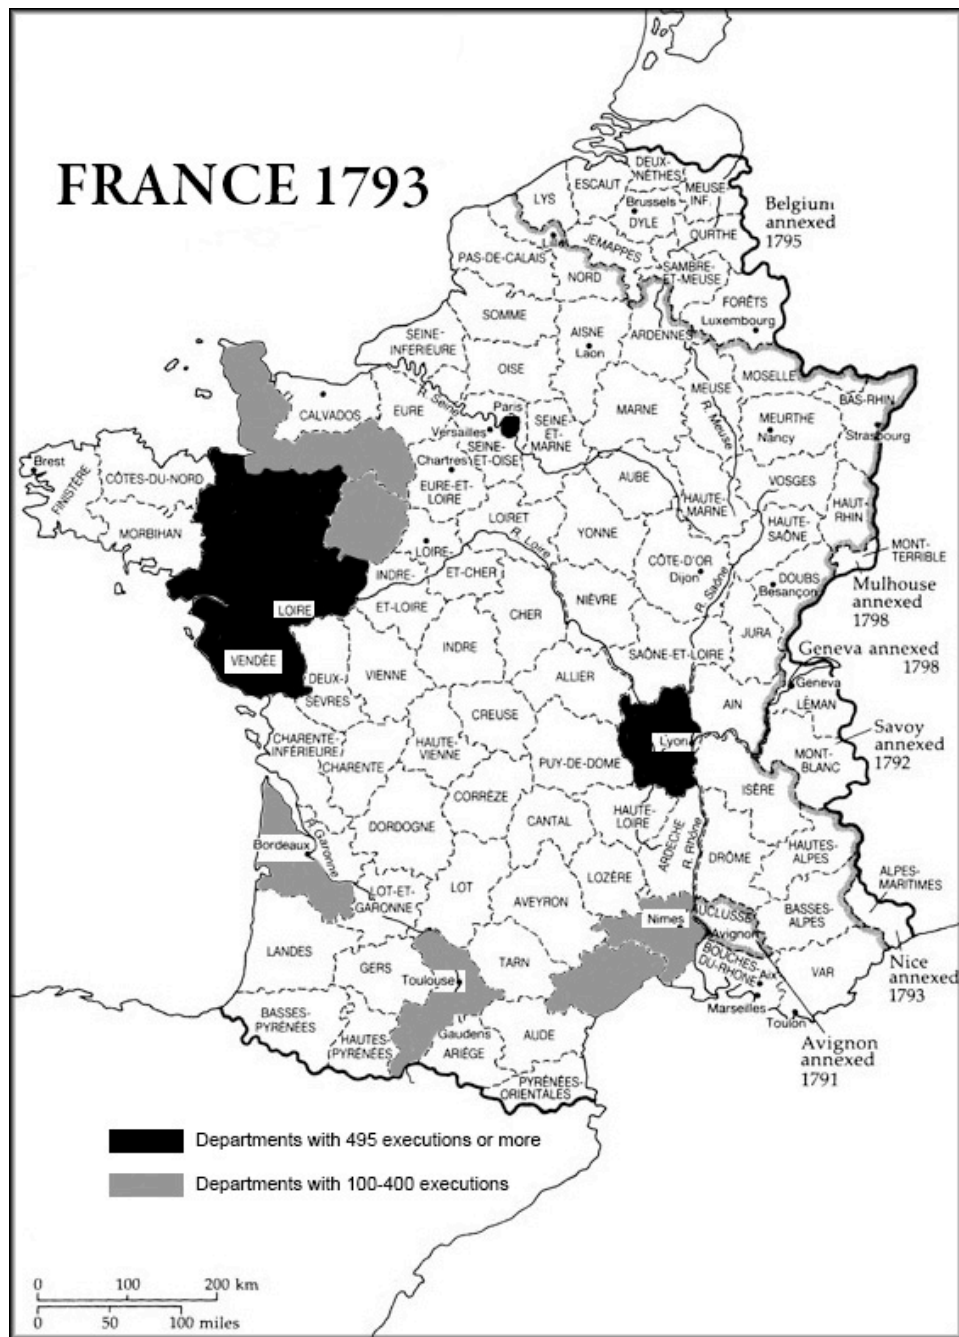 FRANCE 1793
DEUX-
NÈTHES
ESCAUT
MEUSE
INF.
LYS
Brussels
DYLE
Belgium
annexed
1795
OURTHE
JEMAPPES
PAS-DE-CALAIS
NORD
SAMBRE-
ET-MEUSE
FORÊTS
Luxembourg
SOMME
AISNE
Laon
ARDENNES
SEINE-
INFERIEURE
OISE
MOSELLE
MEUSE
BAS-RHIN
R. Seine
Paris
CALVADOS
EURE
MARNE
R. Meuse
MEURTHE
Nancy
Strasbourg
Versailles
SEINE-
ET-
MARNE
SEINE-
ET-OISE
Brest
FINISTÈRE
CÔTES-DU-NORD
Chartres
EURE-ET
LOIRE
AUBE
HAUTE-
MARNE
VOSGES
HAUT-
RHIN
MORBIHAN
LOIRET
R. Loire
YONNE
HAUTE-
SAÔNE
MONT-
TERRIBLE
LOIRE-
ET-CHER
CÔTE-D'OR
Dijon
R. Saône
DOUBS
Besançon
Mulhouse
annexed
1798
INDRE-
ET-LOIRE
LOIRE
CHER
NIÈVRE
JURA
VENDÉE
INDRE
SAÔNE-ET-LOIRE
Geneva annexed
1798
DEUX-
SÈVRES
VIENNE
ALLIER
AIN
Geneva
LÉMAN
CREUSE
Lyon
Savoy
annexed
1792
CHARENTE-
INFÉRIEURE
HAUTE-
VIENNE
CHARENTE
PUY-DE-DOME
MONT-
BLANC
ISÈRE
CORRÈZE
HAUTE-
LOIRE
R. Garonne
Bordeaux
DORDOGNE
CANTAL
ARDECHE
R. Rhône
DRÔME
HAUTES-
ALPES
ALPES-
MARITIMES
LOT-ET-
GARONNE
LOT
LOZÈRE
AVEYRON
Nimes
AUCLUSE
Avignon
BASSES-
ALPES
LANDES
GERS
TARN
BOUCHES-
DU-RHONE
Aix
VAR
Nice
annexed
1793
Toulouse
Marseilles
Toulon
BASSES-
PYRÉNÉES
HAUTES-
PYRÉNÉES
Gaudens
ARIÉGE
AUDE
Avignon
annexed
1791
PYRÉNÉES-
ORIENTALES
Departments with 495 executions or more
Departments with 100-400 executions
0 100 200 km
0 50 100 miles